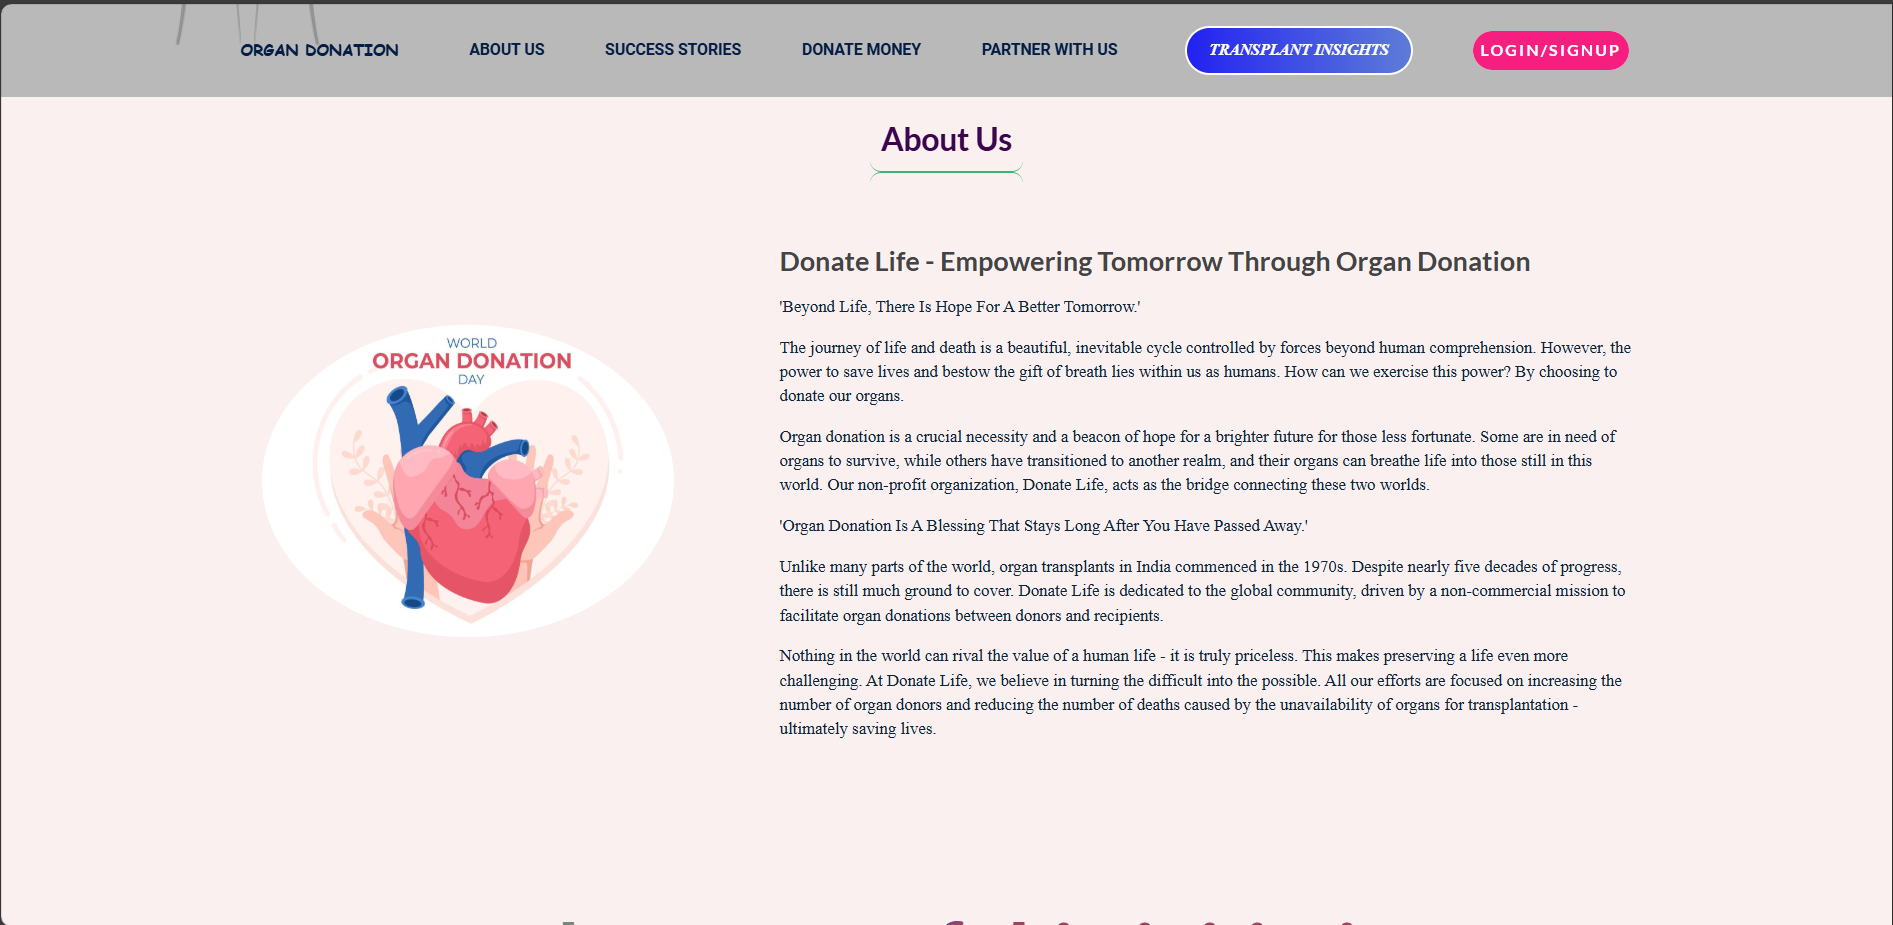 ORGAN DONATION
ABOUT US
SUCCESS STORIES
DONATE MONEY
PARTNER WITH US
TRANSPLANT INSIGHTS
LOGIN/SIGNUP
About Us
WORLD
ORGAN DONATION
DAY
Donate Life - Empowering Tomorrow Through Organ Donation
'Beyond Life, There Is Hope For A Better Tomorrow.'
The journey of life and death is a beautiful, inevitable cycle controlled by forces beyond human comprehension. However, the
power to save lives and bestow the gift of breath lies within us as humans. How can we exercise this power? By choosing to
donate our organs.
Organ donation is a crucial necessity and a beacon of hope for a brighter future for those less fortunate. Some are in need of
organs to survive, while others have transitioned to another realm, and their organs can breathe life into those still in this
world. Our non-profit organization, Donate Life, acts as the bridge connecting these two worlds.
'Organ Donation Is A Blessing That Stays Long After You Have Passed Away.'
Unlike many parts of the world, organ transplants in India commenced in the 1970s. Despite nearly five decades of progress,
there is still much ground to cover. Donate Life is dedicated to the global community, driven by a non-commercial mission to
facilitate organ donations between donors and recipients.
Nothing in the world can rival the value of a human life - it is truly priceless. This makes preserving a life even more
challenging. At Donate Life, we believe in turning the difficult into the possible. All our efforts are focused on increasing the
number of organ donors and reducing the number of deaths caused by the unavailability of organs for transplantation -
ultimately saving lives.